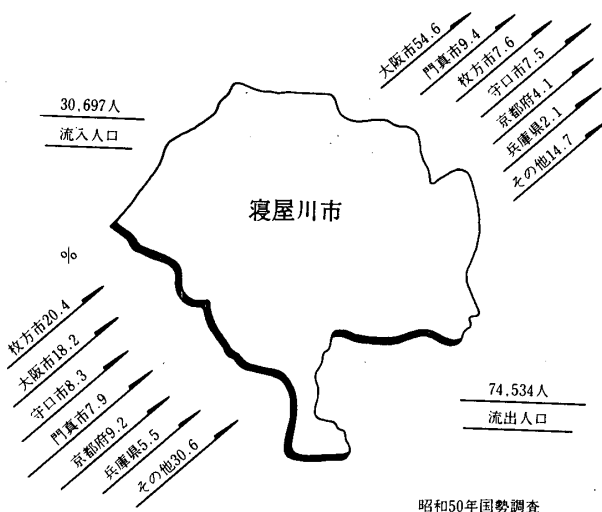 大阪市54.6
門真市9.4
枚方市7.6
守口市7.5
京都府4.1
兵庫県2.1
その他14.7
30,697人
流入人口
寝屋川市
%
枚方市20.4
大阪市18.2
守口市8.3
門真市7.9
京都府9.2
兵庫県5.5
その他30.6
74,534人
流出人口
昭和50年国勢調査